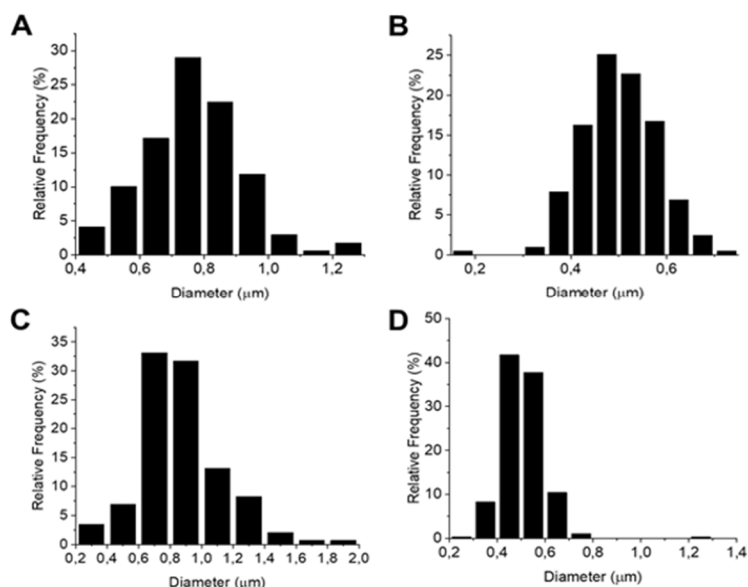 A
Relative Frequency (%)
30
25
20
15
10
5
0
0,4 0,6 0,8 1,0 1,2
Diameter (μm)
B
Relative Frequency (%)
25
20
15
10
5
0
0,2 0,4 0,6
Diameter (μm)
C
Relative Frequency (%)
35
30
25
20
15
10
5
0
0,2 0,4 0,6 0,8 1,0 1,2 1,4 1,6 1,8 2,0
Diameter (μm)
D
Relative Frequency (%)
50
40
30
20
10
0
0,2 0,4 0,6 0,8 1,0 1,2 1,4
Diameter (μm)